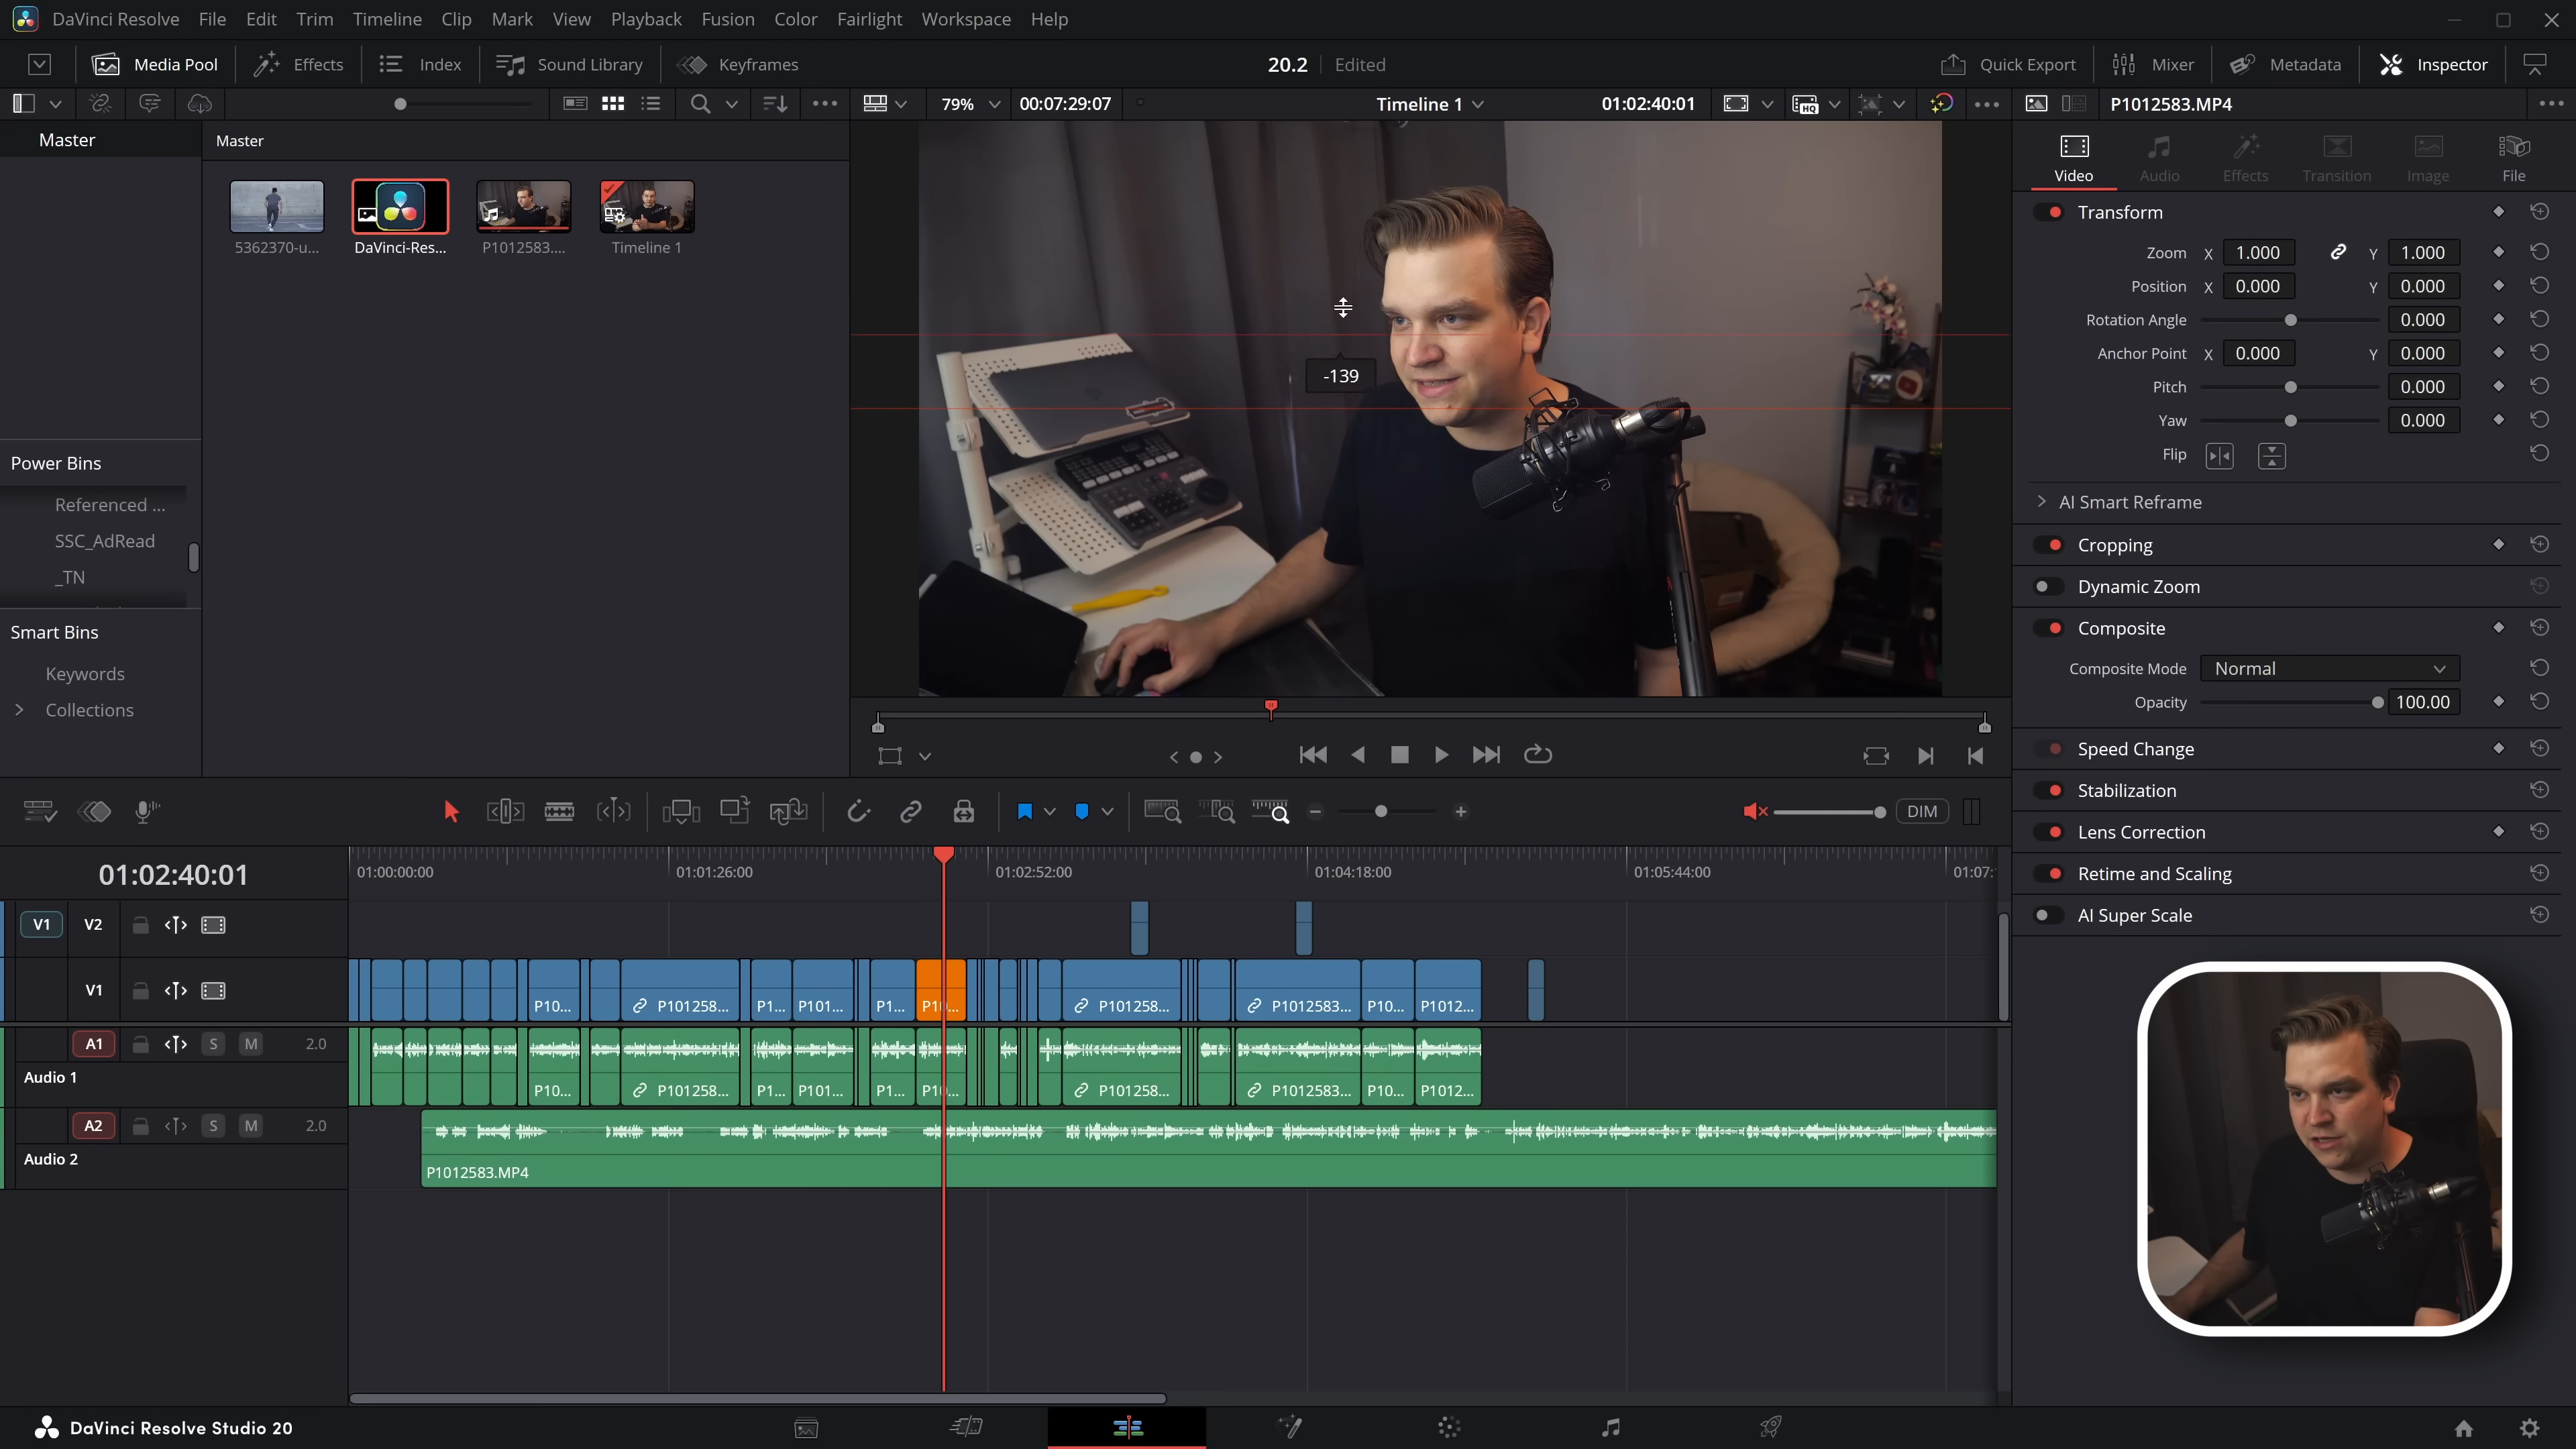 DaVinci Resolve File Edit Trim Timeline Clip Mark View Playback Fusion Color Fairlight Workspace Help
Media Pool Effects Index Sound Library Keyframes 20.2 Edited Quick Export Mixer Metadata Inspector
79% 00:07:29:07 Timeline 1 01:02:40:01 HQ P1012583.MP4
Master
Master
5362370-u... DaVinci-Res... P1012583.... Timeline 1
Power Bins
Referenced ...
SSC_AdRead
_TN
Smart Bins
Keywords
Collections
-139
Video Audio Effects Transition Image File
Transform
Zoom X 1.000 Y 1.000
Position X 0.000 Y 0.000
Rotation Angle 0.000
Anchor Point X 0.000 Y 0.000
Pitch 0.000
Yaw 0.000
Flip
AI Smart Reframe
Cropping
Dynamic Zoom
Composite
Composite Mode Normal
Opacity 100.00
Speed Change
Stabilization
Lens Correction
Retime and Scaling
AI Super Scale
DIM
01:02:40:01 01:00:00:00 01:01:26:00 01:02:52:00 01:04:18:00 01:05:44:00 01:07:
V1 V2
V1 P10... P101258... P1... P101... P1... P10... P101258... P1012583... P10... P1012...
A1 S M 2.0
Audio 1 P10... P101258... P1... P101... P1... P10... P101258... P1012583... P10... P1012...
A2 S M 2.0
Audio 2 P1012583.MP4
DaVinci Resolve Studio 20